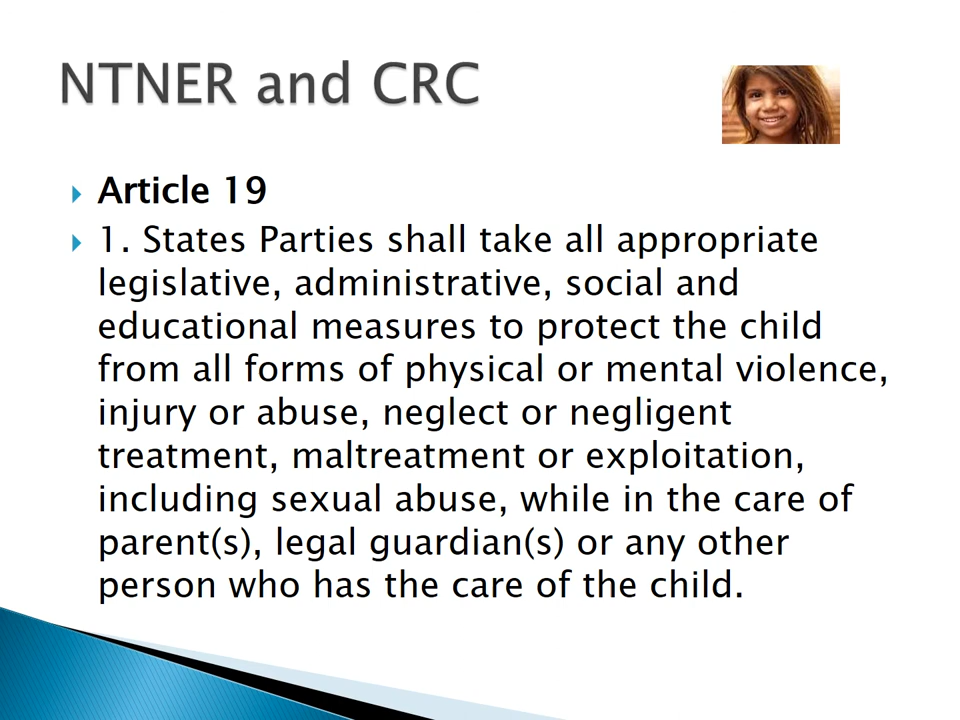 NTNER and CRC
Article 19
1. States Parties shall take all appropriate
legislative, administrative, social and
educational measures to protect the child
from all forms of physical or mental violence,
injury or abuse, neglect or negligent
treatment, maltreatment or exploitation,
including sexual abuse, while in the care of
parent(s), legal guardian(s) or any other
person who has the care of the child.